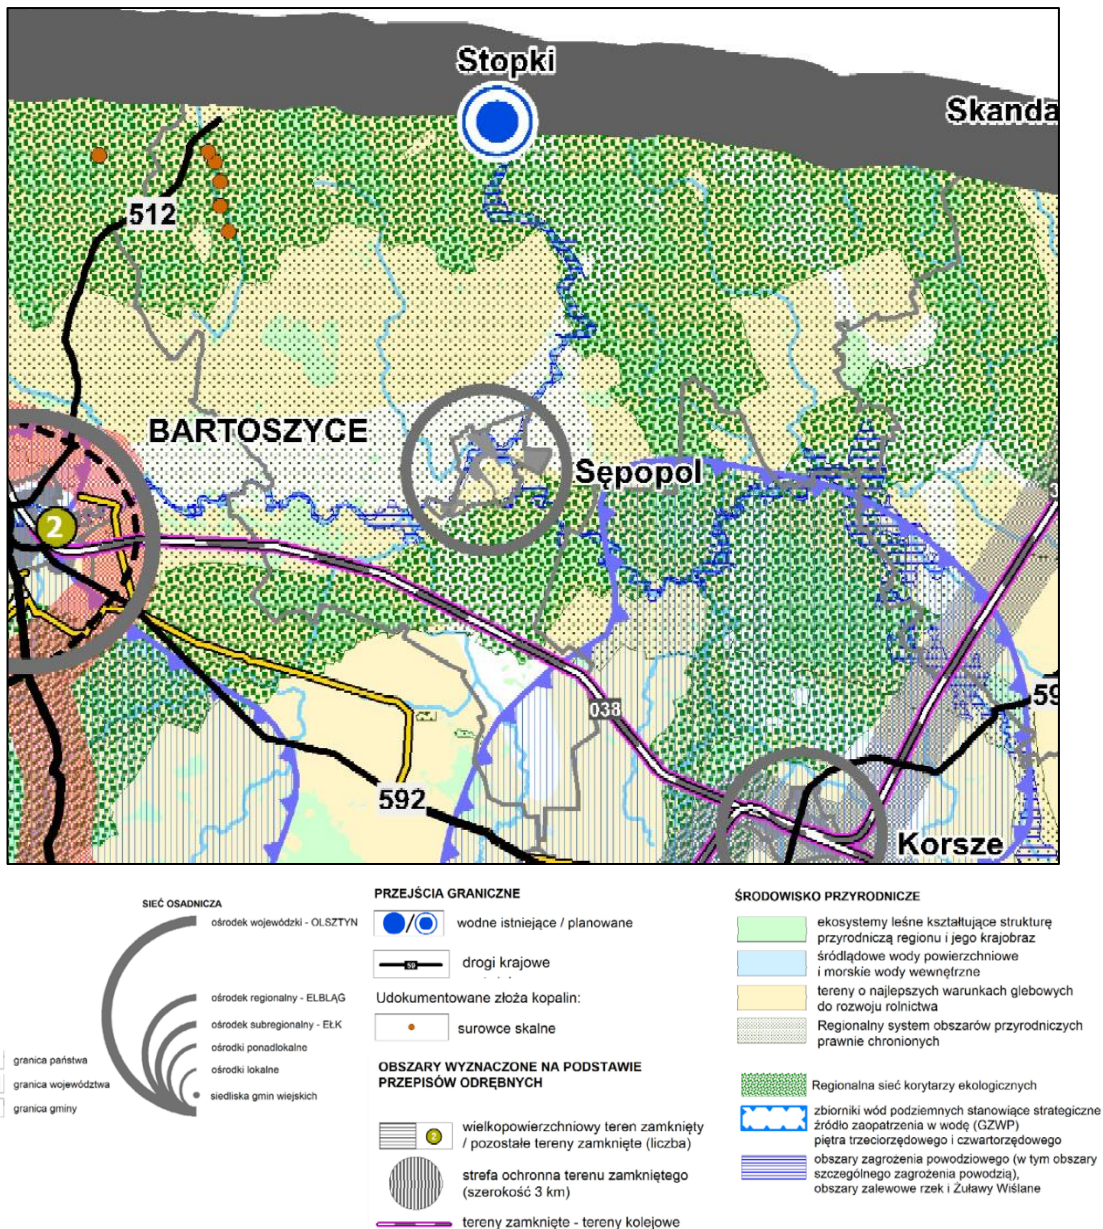 Stopki
Skanda
512
BARTOSZYCE
Sępopol
3
2
038
59
592
Korsze
SIEĆ OSADNICZA
ośrodek wojewódzki - OLSZTYN
ośrodek regionalny - ELBLĄG
ośrodek subregionalny - EŁK
ośrodki ponadlokalne
ośrodki lokalne
siedliska gmin wiejskich
granica państwa
granica województwa
granica gminy
PRZEJŚCIA GRANICZNE
/
wodne istniejące / planowane
59
drogi krajowe
Udokumentowane złoża kopalin:
surowce skalne
OBSZARY WYZNACZONE NA PODSTAWIE
PRZEPISÓW ODRĘBNYCH
2
wielkopowierzchniowy teren zamknięty
/ pozostałe tereny zamknięte (liczba)
strefa ochronna terenu zamkniętego
(szerokość 3 km)
tereny zamknięte - tereny kolejowe
ŚRODOWISKO PRZYRODNICZE
ekosystemy leśne kształtujące strukturę
przyrodniczą regionu i jego krajobraz
śródlądowe wody powierzchniowe
i morskie wody wewnętrzne
tereny o najlepszych warunkach glebowych
do rozwoju rolnictwa
Regionalny system obszarów przyrodniczych
prawnie chronionych
Regionalna sieć korytarzy ekologicznych
zbiorniki wód podziemnych stanowiące strategiczne
źródło zaopatrzenia w wodę (GZWP)
piętra trzeciorzędowego i czwartorzędowego
obszary zagrożenia powodziowego (w tym obszary
szczególnego zagrożenia powodzią),
obszary zalewowe rzek i Żuławy Wiślane